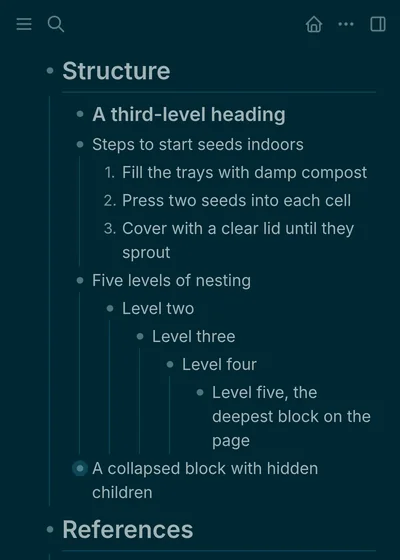 Structure
A third-level heading
Steps to start seeds indoors
1. Fill the trays with damp compost
2. Press two seeds into each cell
3. Cover with a clear lid until they
sprout
Five levels of nesting
Level two
Level three
Level four
Level five, the
deepest block on the
page
A collapsed block with hidden
children
References